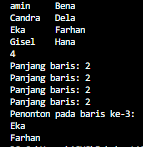 amin    Bena
Candra  Dela
Eka     Farhan
Gisel   Hana
4
Panjang baris: 2
Panjang baris: 2
Panjang baris: 2
Panjang baris: 2
Penonton pada baris ke-3:
Eka
Farhan